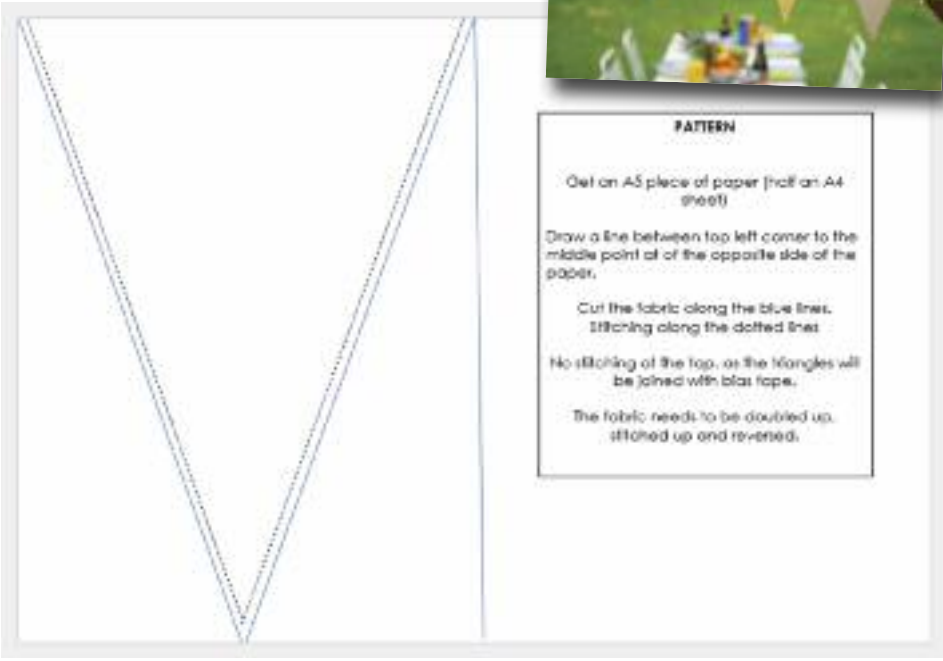 PATTERN
Get an A5 piece of paper (half an A4
sheet)
Draw a line between top left corner to the
middle point at of the opposite side of the
paper.
Cut the fabric along the blue lines.
Stitching along the dotted lines
No stitching at the top, as the triangles will
be joined with bias tape.
The fabric needs to be doubled up,
stitched up and reversed.